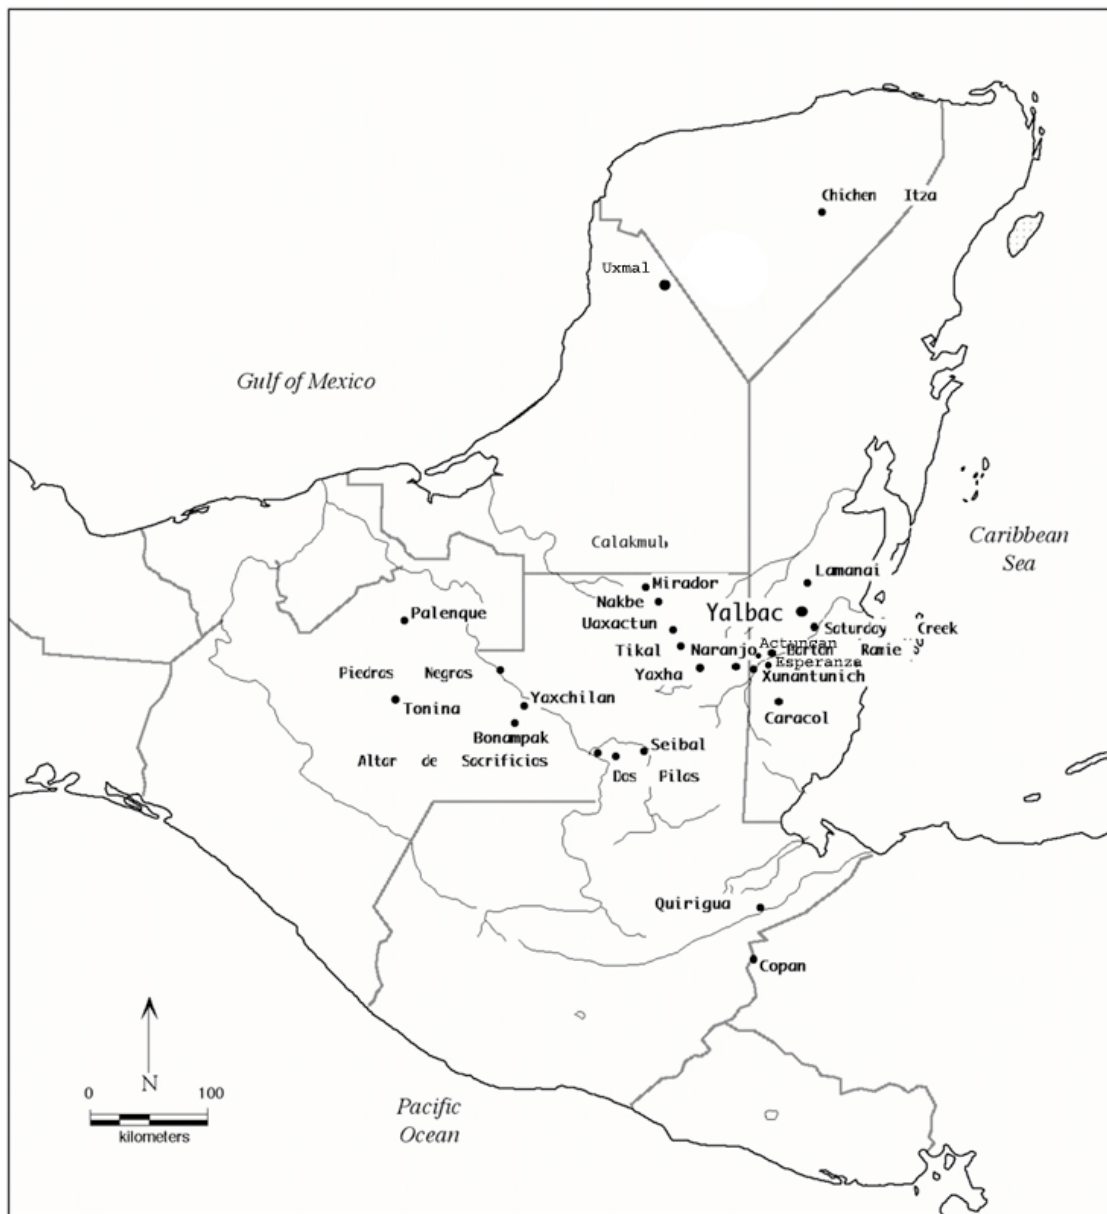 Chichen Itza
Uxmal
Gulf of Mexico
Calakmul
Caribbean
Sea
Lamanai
Mirador
Nakbe
Yalbac
Palenque
Uaxactun
Saturday Creek
Actuncan
Tikal
Naranjo
Barton Ramie
Esperanza
Piedras Negras
Yaxha
Xunantunich
Yaxchilan
Tonina
Caracol
Bonampak
Seibal
Altar de Sacrificios
Dos Pilas
Quirigua
Copan
N
0 100
kilometers
Pacific
Ocean